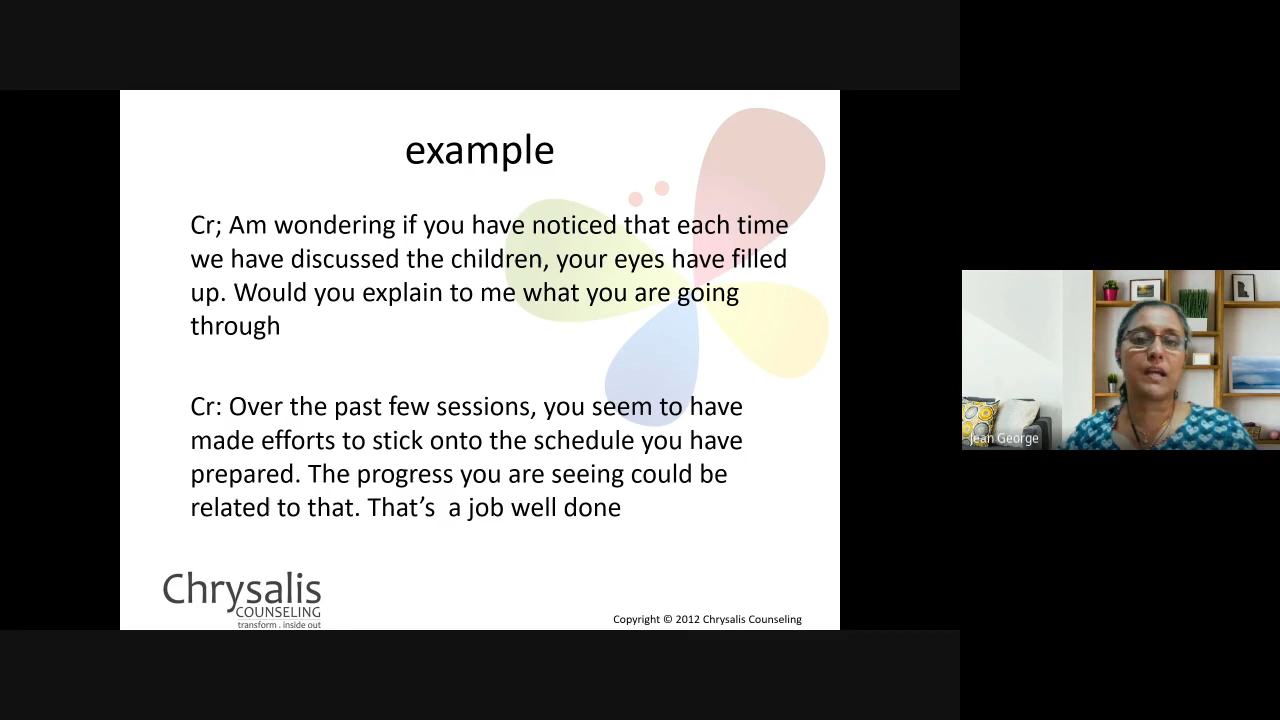 example
Cr; Am wondering if you have noticed that each time
we have discussed the children, your eyes have filled
up. Would you explain to me what you are going
through
Cr: Over the past few sessions, you seem to have
made efforts to stick onto the schedule you have
prepared. The progress you are seeing could be
related to that. That’s  a job well done
Chrysalis
COUNSELING
transform . inside out
Copyright © 2012 Chrysalis Counseling
Jean George